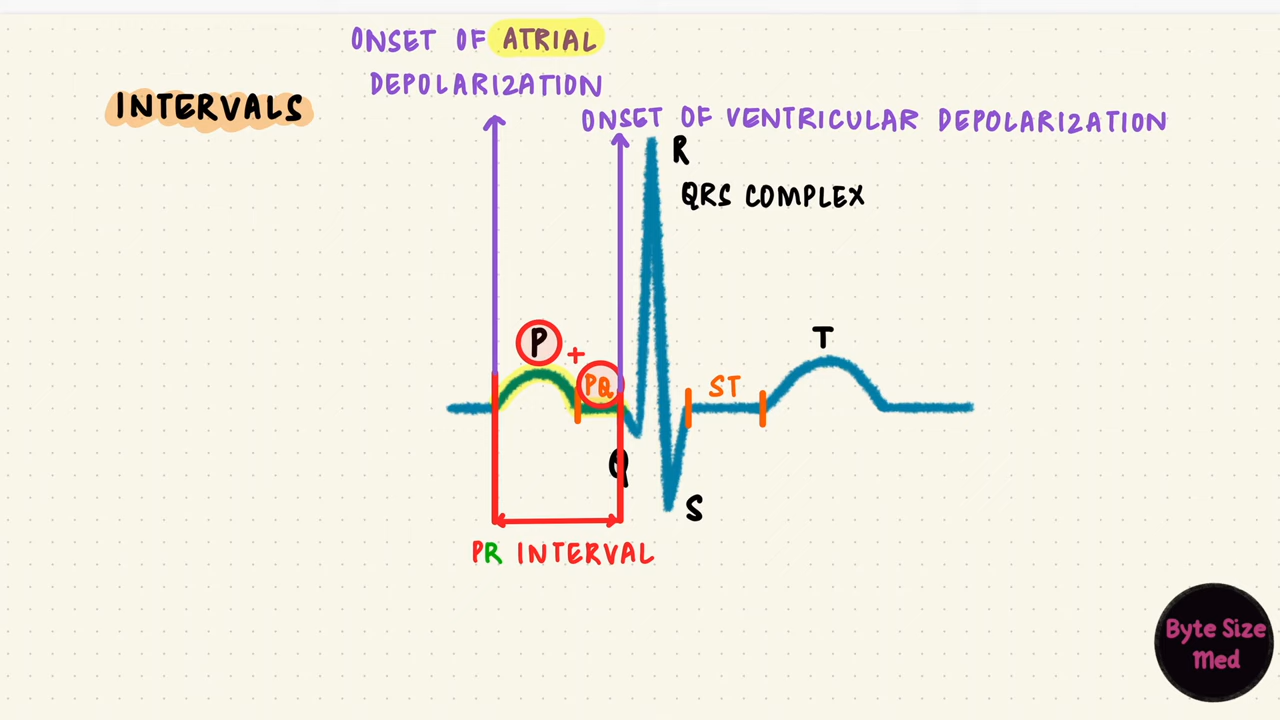 ONSET OF ATRIAL
DEPOLARIZATION
INTERVALS
ONSET OF VENTRICULAR DEPOLARIZATION
R
QRS COMPLEX
P
+
PQ
ST
T
Q
S
PR INTERVAL
Byte Size
Med